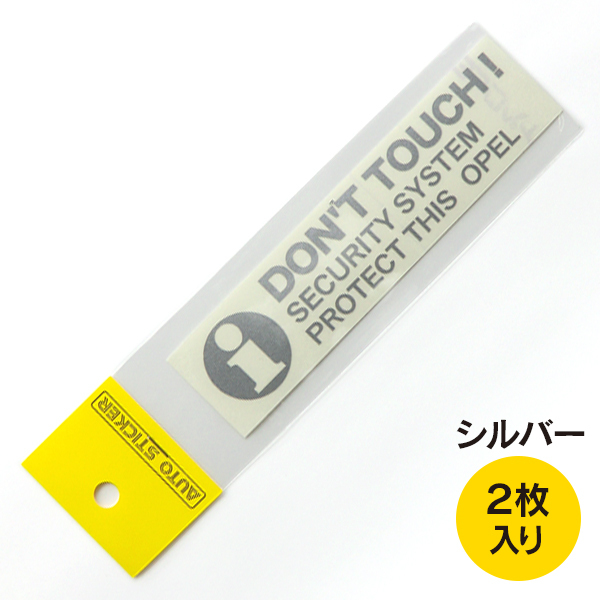 DON'T TOUCH!
SECURITY SYSTEM
PROTECT THIS OPEL
i
AUTO STICKER
シルバー
2枚
入り